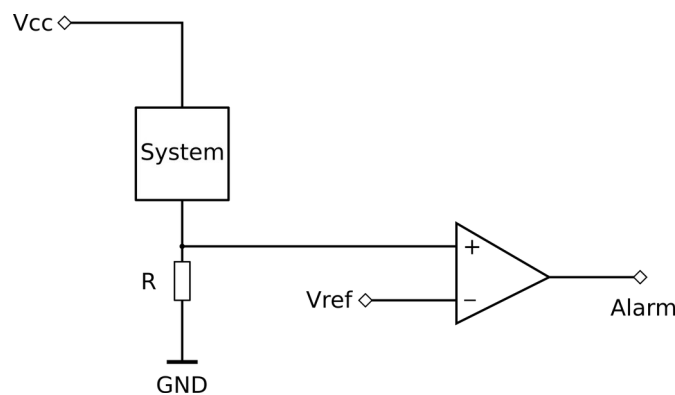 Vcc
System
+
R
Vref
−
Alarm
GND